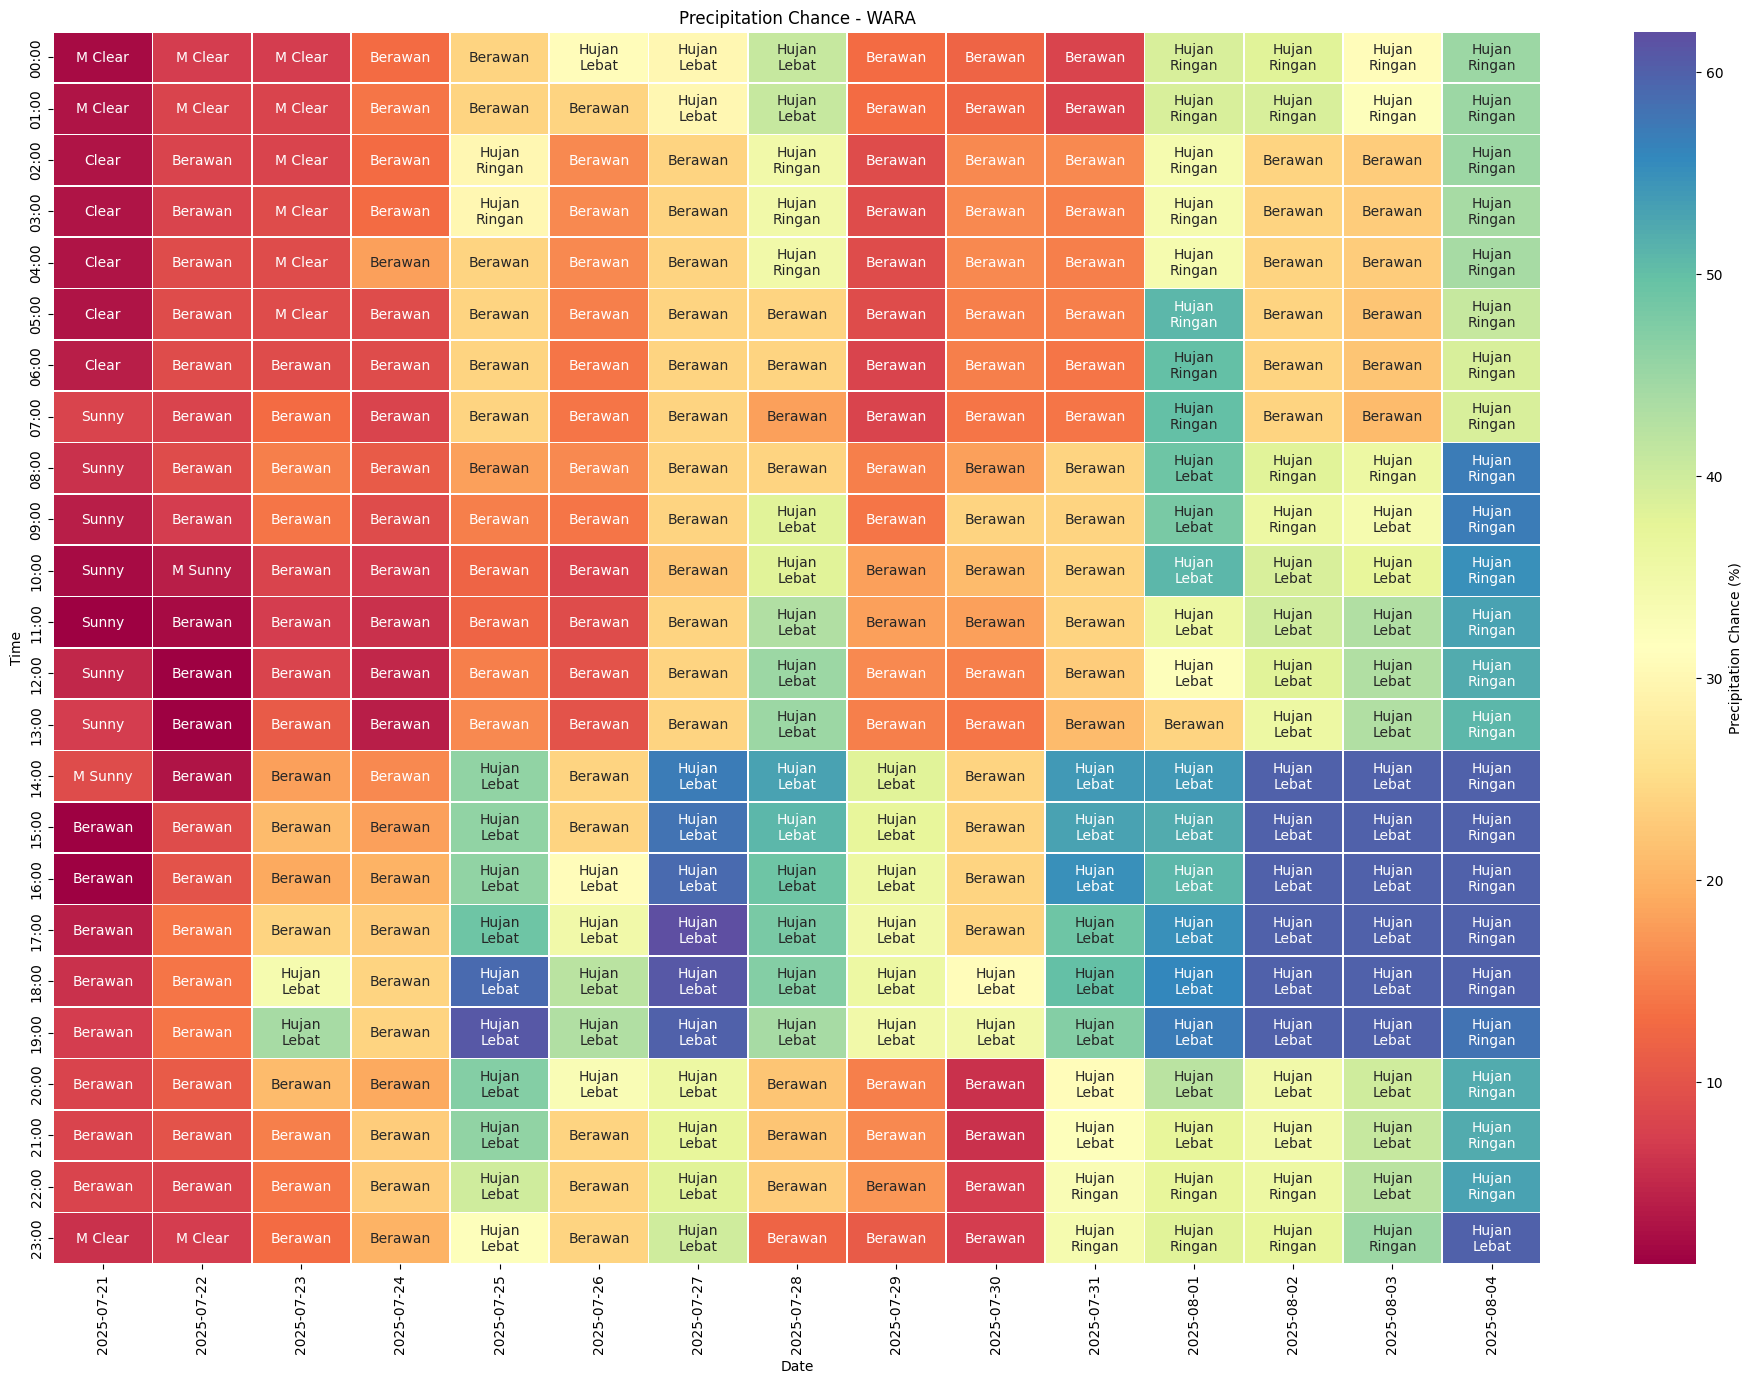 Precipitation Chance - WARA
00:00 M Clear M Clear M Clear Berawan Berawan Hujan Lebat Hujan Lebat Hujan Lebat Berawan Berawan Berawan Hujan Ringan Hujan Ringan Hujan Ringan Hujan Ringan
01:00 M Clear M Clear M Clear Berawan Berawan Berawan Hujan Lebat Hujan Lebat Berawan Berawan Berawan Hujan Ringan Hujan Ringan Hujan Ringan Hujan Ringan
02:00 Clear Berawan M Clear Berawan Hujan Ringan Berawan Berawan Hujan Ringan Berawan Berawan Berawan Hujan Ringan Berawan Berawan Hujan Ringan
03:00 Clear Berawan M Clear Berawan Hujan Ringan Berawan Berawan Hujan Ringan Berawan Berawan Berawan Hujan Ringan Berawan Berawan Hujan Ringan
04:00 Clear Berawan M Clear Berawan Berawan Berawan Berawan Hujan Ringan Berawan Berawan Berawan Hujan Ringan Berawan Berawan Hujan Ringan
05:00 Clear Berawan M Clear Berawan Berawan Berawan Berawan Berawan Berawan Berawan Berawan Hujan Ringan Berawan Berawan Hujan Ringan
06:00 Clear Berawan Berawan Berawan Berawan Berawan Berawan Berawan Berawan Berawan Berawan Hujan Ringan Berawan Berawan Hujan Ringan
07:00 Sunny Berawan Berawan Berawan Berawan Berawan Berawan Berawan Berawan Berawan Berawan Hujan Ringan Berawan Berawan Hujan Ringan
08:00 Sunny Berawan Berawan Berawan Berawan Berawan Berawan Berawan Berawan Berawan Berawan Hujan Lebat Hujan Ringan Hujan Ringan Hujan Ringan
09:00 Sunny Berawan Berawan Berawan Berawan Berawan Berawan Hujan Lebat Berawan Berawan Berawan Hujan Lebat Hujan Ringan Hujan Lebat Hujan Ringan
10:00 Sunny M Sunny Berawan Berawan Berawan Berawan Berawan Hujan Lebat Berawan Berawan Berawan Hujan Lebat Hujan Lebat Hujan Lebat Hujan Ringan
11:00 Sunny Berawan Berawan Berawan Berawan Berawan Berawan Hujan Lebat Berawan Berawan Berawan Hujan Lebat Hujan Lebat Hujan Lebat Hujan Ringan
12:00 Sunny Berawan Berawan Berawan Berawan Berawan Berawan Hujan Lebat Berawan Berawan Berawan Hujan Lebat Hujan Lebat Hujan Lebat Hujan Ringan
13:00 Sunny Berawan Berawan Berawan Berawan Berawan Berawan Hujan Lebat Berawan Berawan Berawan Berawan Hujan Lebat Hujan Lebat Hujan Ringan
14:00 M Sunny Berawan Berawan Berawan Hujan Lebat Berawan Hujan Lebat Hujan Lebat Hujan Lebat Berawan Hujan Lebat Hujan Lebat Hujan Lebat Hujan Lebat Hujan Ringan
15:00 Berawan Berawan Berawan Berawan Hujan Lebat Berawan Hujan Lebat Hujan Lebat Hujan Lebat Berawan Hujan Lebat Hujan Lebat Hujan Lebat Hujan Lebat Hujan Ringan
16:00 Berawan Berawan Berawan Berawan Hujan Lebat Hujan Lebat Hujan Lebat Hujan Lebat Hujan Lebat Berawan Hujan Lebat Hujan Lebat Hujan Lebat Hujan Lebat Hujan Ringan
17:00 Berawan Berawan Berawan Berawan Hujan Lebat Hujan Lebat Hujan Lebat Hujan Lebat Hujan Lebat Berawan Hujan Lebat Hujan Lebat Hujan Lebat Hujan Lebat Hujan Ringan
18:00 Berawan Berawan Hujan Lebat Berawan Hujan Lebat Hujan Lebat Hujan Lebat Hujan Lebat Hujan Lebat Hujan Lebat Hujan Lebat Hujan Lebat Hujan Lebat Hujan Lebat Hujan Ringan
19:00 Berawan Berawan Hujan Lebat Berawan Hujan Lebat Hujan Lebat Hujan Lebat Hujan Lebat Hujan Lebat Hujan Lebat Hujan Lebat Hujan Lebat Hujan Lebat Hujan Lebat Hujan Ringan
20:00 Berawan Berawan Berawan Berawan Hujan Lebat Hujan Lebat Hujan Lebat Berawan Berawan Berawan Hujan Lebat Hujan Lebat Hujan Lebat Hujan Lebat Hujan Ringan
21:00 Berawan Berawan Berawan Berawan Hujan Lebat Berawan Hujan Lebat Berawan Berawan Berawan Hujan Lebat Hujan Lebat Hujan Lebat Hujan Lebat Hujan Ringan
22:00 Berawan Berawan Berawan Berawan Hujan Lebat Berawan Hujan Lebat Berawan Berawan Berawan Hujan Ringan Hujan Ringan Hujan Ringan Hujan Lebat Hujan Ringan
23:00 M Clear M Clear Berawan Berawan Hujan Lebat Berawan Hujan Lebat Berawan Berawan Berawan Hujan Ringan Hujan Ringan Hujan Ringan Hujan Ringan Hujan Lebat
Time
2025-07-21 2025-07-22 2025-07-23 2025-07-24 2025-07-25 2025-07-26 2025-07-27 2025-07-28 2025-07-29 2025-07-30 2025-07-31 2025-08-01 2025-08-02 2025-08-03 2025-08-04
Date
60
50
40
30
20
10
Precipitation Chance (%)